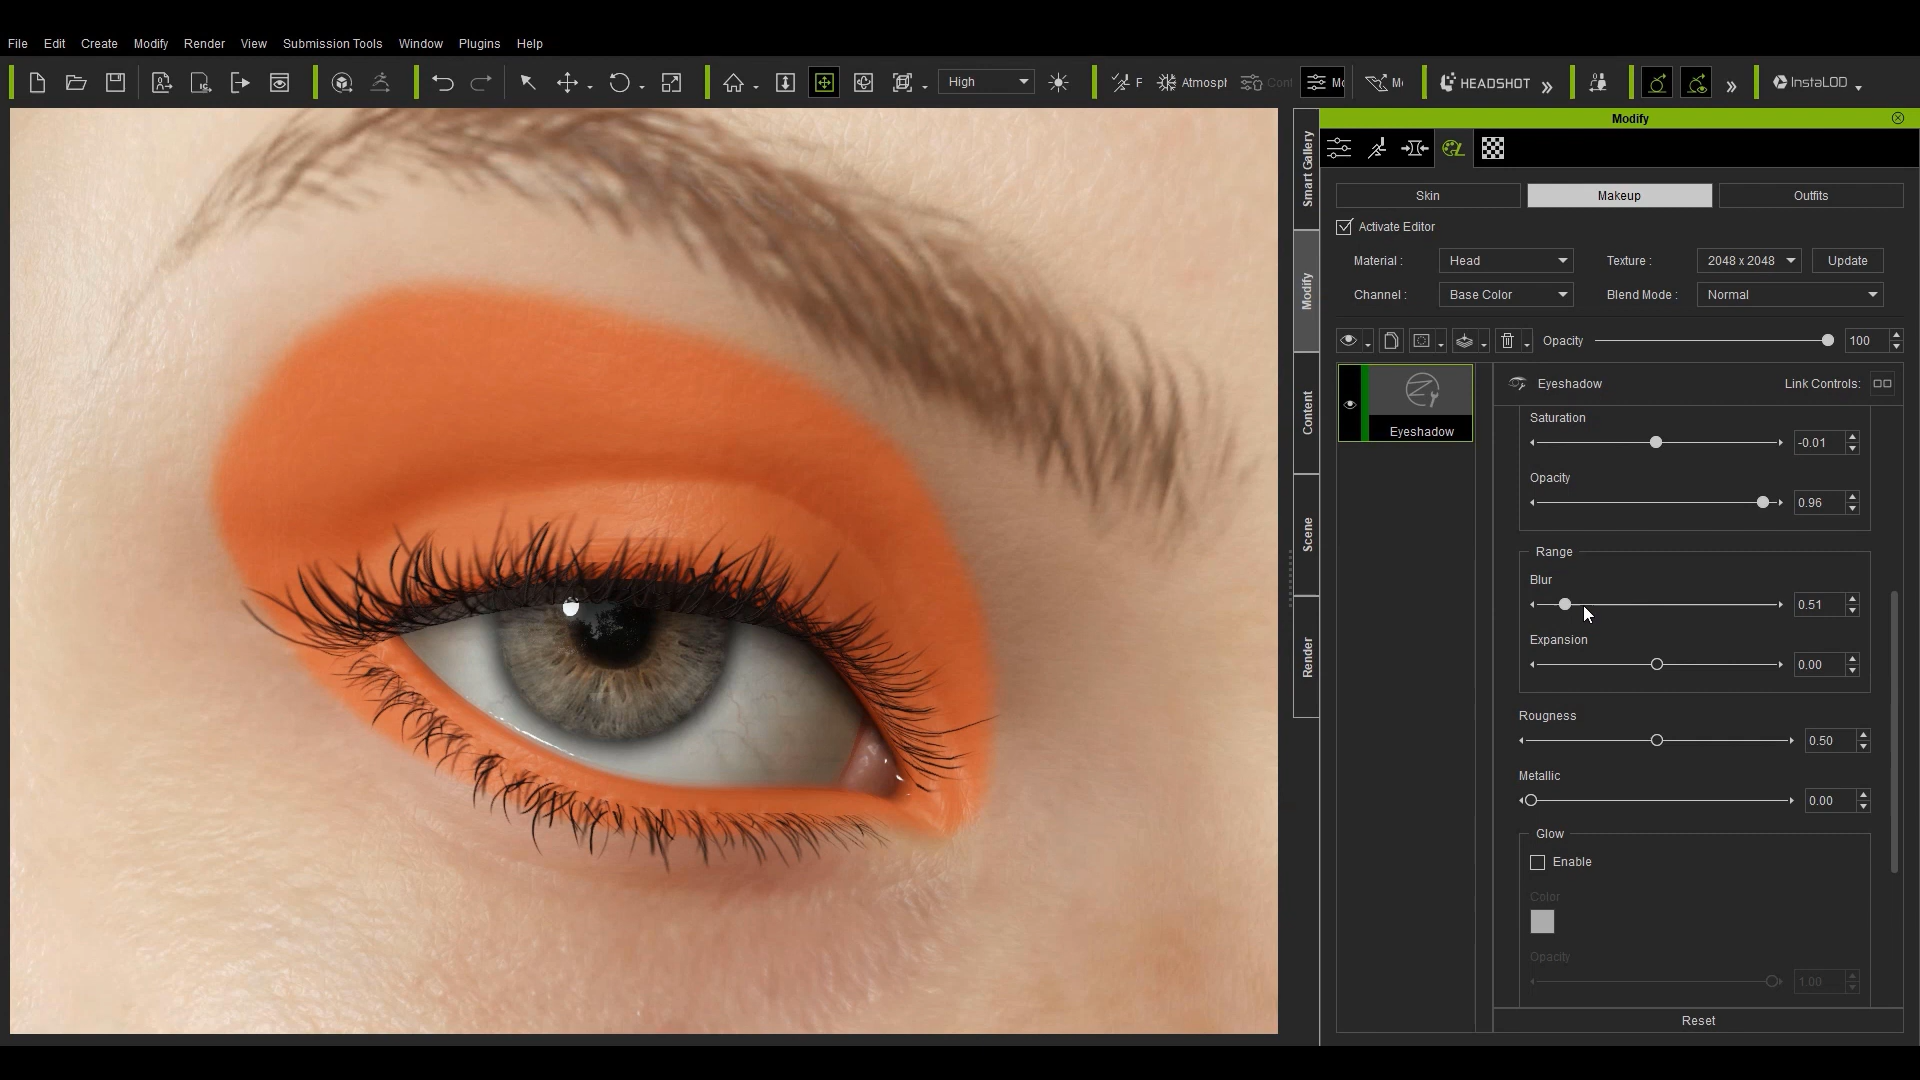 File Edit Create Modify Render View Submission Tools Window Plugins Help
High F Atmospl Cont Mo Mo HEADSHOT » » InstaLOD
Modify
Smart Gallery
Modify
Content
Scene
Render
Skin Makeup Outfits
Activate Editor
Material : Head Texture : 2048 x 2048 Update
Channel : Base Color Blend Mode : Normal
Opacity 100
Eyeshadow
Eyeshadow Link Controls:
Saturation
-0.01
Opacity
0.96
Range
Blur
0.51
Expansion
0.00
Rougness
0.50
Metallic
0.00
Glow
Enable
Color
Opacity
1.00
Reset